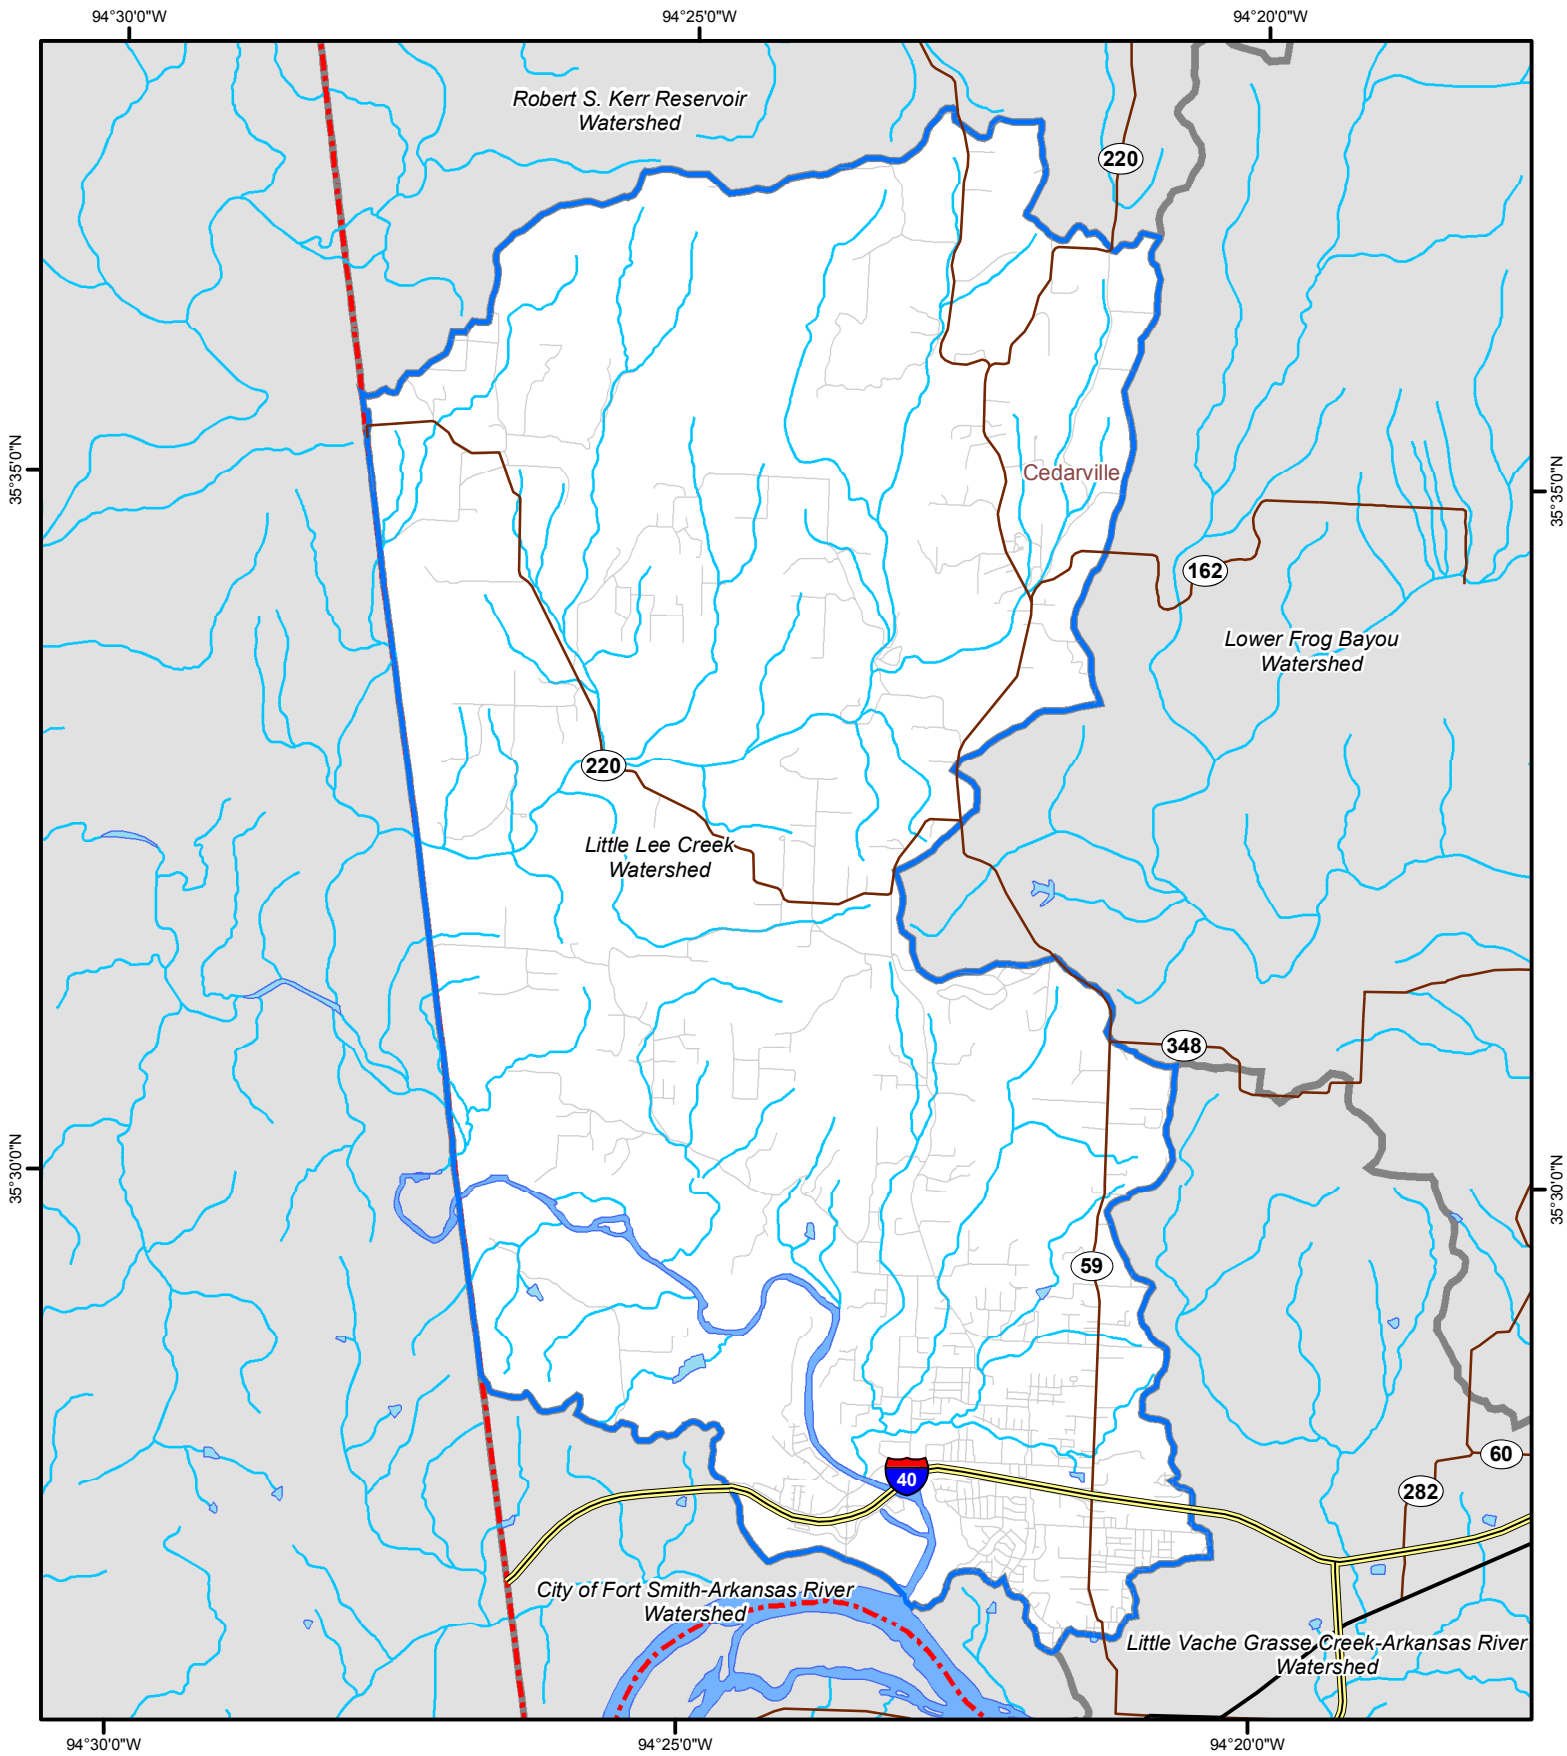 94°30'0"W
94°25'0"W
94°20'0"W
Robert S. Kerr Reservoir
Watershed
220
35°35'0"N
35°35'0"N
Cedarville
162
Lower Frog Bayou
Watershed
220
Little Lee Creek
Watershed
348
35°30'0"N
35°30'0"N
59
60
40
282
City of Fort Smith-Arkansas River
Watershed
Little Vache Grasse Creek-Arkansas River
Watershed
94°30'0"W
94°25'0"W
94°20'0"W